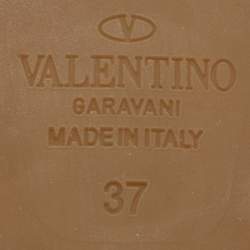 VALENTINO
GARAVANI
MADE IN ITALY
37